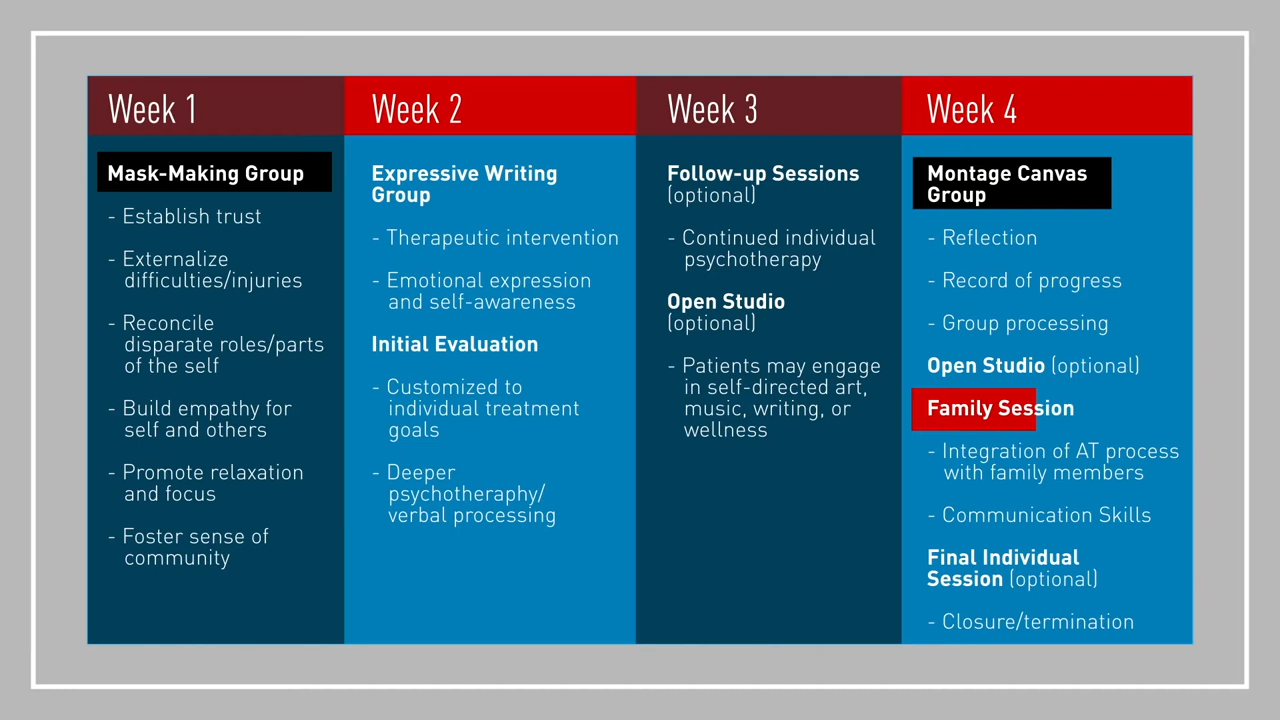 Week 1
Mask-Making Group
- Establish trust
- Externalize
difficulties/injuries
- Reconcile
disparate roles/parts
of the self
- Build empathy for
self and others
- Promote relaxation
and focus
- Foster sense of
community
Week 2
Expressive Writing
Group
- Therapeutic intervention
- Emotional expression
and self-awareness
Initial Evaluation
- Customized to
individual treatment
goals
- Deeper
psychotheraphy/
verbal processing
Week 3
Follow-up Sessions
(optional)
- Continued individual
psychotherapy
Open Studio
(optional)
- Patients may engage
in self-directed art,
music, writing, or
wellness
Week 4
Montage Canvas
Group
- Reflection
- Record of progress
- Group processing
Open Studio (optional)
Family Session
- Integration of AT process
with family members
- Communication Skills
Final Individual
Session (optional)
- Closure/termination